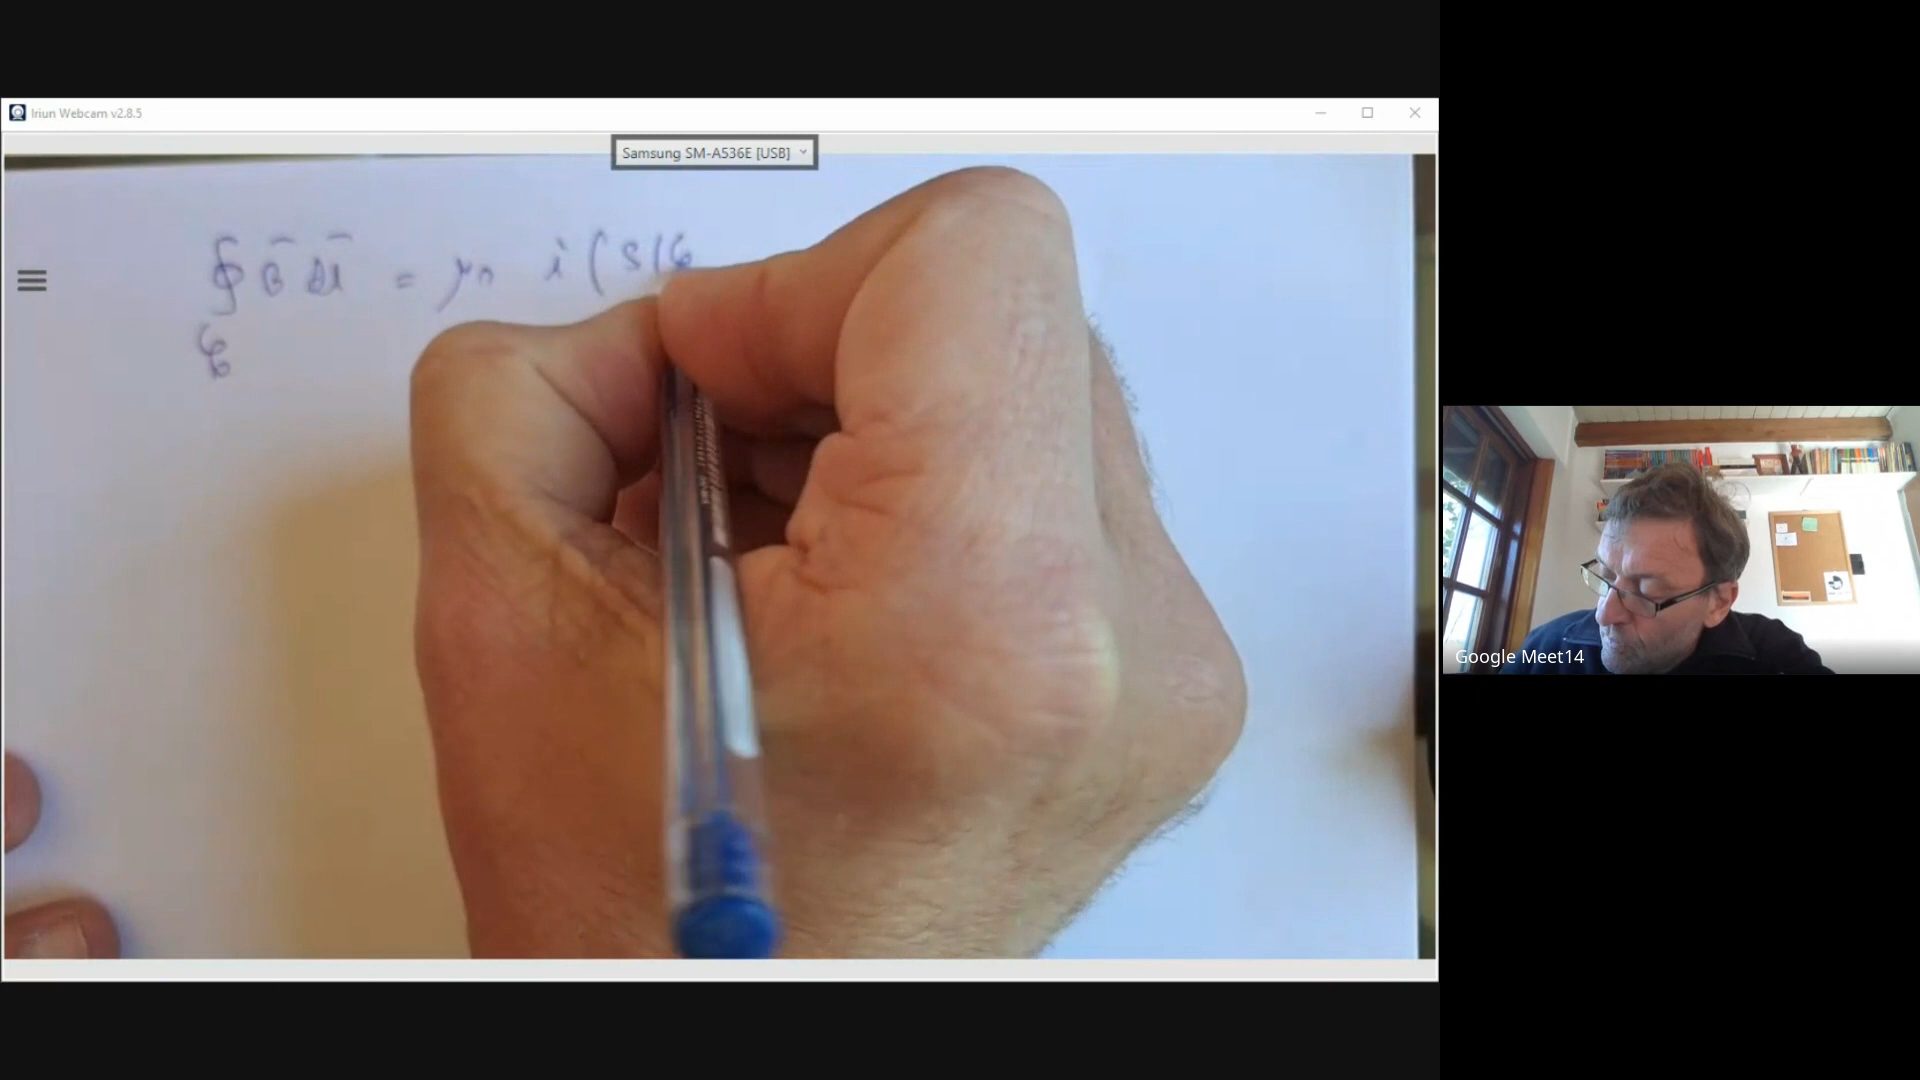 Iriun Webcam v2.8.5
Samsung SM-A536E [USB]
∮ B̄ dl̄ = μ₀ i (S(C
C
Google Meet14